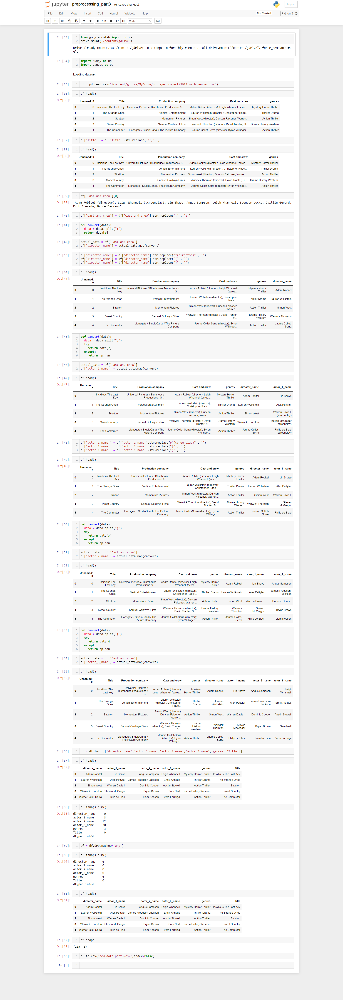 jupyter preprocessing_part3 (unsaved changes)
Logout
File Edit View Insert Cell Kernel Widgets Help
Not Trusted
Python 3
Run
Code
In [33]:
1 from google.colab import drive
2 drive.mount('/content/gdrive')
Drive already mounted at /content/gdrive; to attempt to forcibly remount, call drive.mount("/content/gdrive", force_remount=Tru
e).
In [34]:
1 import numpy as np
2 import pandas as pd
Loading dataset
In [35]:
1 df = pd.read_csv("/content/gdrive/MyDrive/college_project/2018_with_genres.csv")
In [36]:
1 df.head()
Out[36]:
Unnamed: 0 Title Production company Cast and crew genres
0 0 Insidious: The Last Key Universal Pictures / Blumhouse Productions / S... Adam Robitel (director); Leigh Whannell (scree... Mystery Horror Thriller
1 1 The Strange Ones Vertical Entertainment Lauren Wolkstein (director); Christopher Radcl... Thriller Drama
2 2 Stratton Momentum Pictures Simon West (director); Duncan Falconer, Warren... Action Thriller
3 3 Sweet Country Samuel Goldwyn Films Warwick Thornton (director); David Tranter, St... Drama History Western
4 4 The Commuter Lionsgate / StudioCanal / The Picture Company Jaume Collet-Serra (director); Byron Willinger... Action Thriller
In [37]:
1 df['Title'] = df['Title'].str.replace(':',' ')
In [38]:
1 df.head()
Out[38]:
Unnamed: 0 Title Production company Cast and crew genres
0 0 Insidious The Last Key Universal Pictures / Blumhouse Productions / S... Adam Robitel (director); Leigh Whannell (scree... Mystery Horror Thriller
1 1 The Strange Ones Vertical Entertainment Lauren Wolkstein (director); Christopher Radcl... Thriller Drama
2 2 Stratton Momentum Pictures Simon West (director); Duncan Falconer, Warren... Action Thriller
3 3 Sweet Country Samuel Goldwyn Films Warwick Thornton (director); David Tranter, St... Drama History Western
4 4 The Commuter Lionsgate / StudioCanal / The Picture Company Jaume Collet-Serra (director); Byron Willinger... Action Thriller
In [39]:
1 df['Cast and crew'][0]
Out[39]:
'Adam Robitel (director); Leigh Whannell (screenplay); Lin Shaye, Angus Sampson, Leigh Whannell, Spencer Locke, Caitlin Gerard,
Kirk Acevedo, Bruce Davison'
In [40]:
1 df['Cast and crew'] = df['Cast and crew'].str.replace(',' , ';')
In [41]:
1 def canvert(data):
2 data = data.split(";")
3 return data[0]
In [42]:
1 actual_data = df['Cast and crew']
2 df['director_name'] = actual_data.map(canvert)
In [43]:
1 df['director_name'] = df['director_name'].str.replace(r"(director)" , '')
2 df['director_name'] = df['director_name'].str.replace("(" , '')
3 df['director_name'] = df['director_name'].str.replace(")" , '')
In [44]:
1 df.head()
Out[44]:
Unnamed:
0 Title Production company Cast and crew genres director_name
0 0 Insidious The Last
Key Universal Pictures / Blumhouse Productions /
S... Adam Robitel (director); Leigh Whannell
(scree... Mystery Horror
Thriller Adam Robitel
1 1 The Strange Ones Vertical Entertainment Lauren Wolkstein (director); Christopher
Radcl... Thriller Drama Lauren Wolkstein
2 2 Stratton Momentum Pictures Simon West (director); Duncan Falconer;
Warren... Action Thriller Simon West
3 3 Sweet Country Samuel Goldwyn Films Warwick Thornton (director); David Tranter;
St... Drama History
Western Warwick Thornton
4 4 The Commuter Lionsgate / StudioCanal / The Picture
Company Jaume Collet-Serra (director); Byron
Willinger... Action Thriller Jaume Collet-
Serra
In [45]:
1 def canvert(data):
2 data = data.split(";")
3 try:
4 return data[2]
5 except:
6 return np.nan
In [46]:
1 actual_data = df['Cast and crew']
2 df['actor_1_name'] = actual_data.map(canvert)
In [47]:
1 df.head()
Out[47]:
Unnamed:
0 Title Production company Cast and crew genres director_name actor_1_name
0 0 Insidious The Last
Key Universal Pictures / Blumhouse
Productions / S... Adam Robitel (director); Leigh
Whannell (scree... Mystery Horror
Thriller Adam Robitel Lin Shaye
1 1 The Strange Ones Vertical Entertainment Lauren Wolkstein (director);
Christopher Radcl... Thriller Drama Lauren Wolkstein Alex Pettyfer
2 2 Stratton Momentum Pictures Simon West (director); Duncan
Falconer; Warren... Action Thriller Simon West Warren Davis II
(screenplay)
3 3 Sweet Country Samuel Goldwyn Films Warwick Thornton (director); David
Tranter; St... Drama History
Western Warwick Thornton Steven McGregor
(screenplay)
4 4 The Commuter Lionsgate / StudioCanal / The
Picture Company Jaume Collet-Serra (director); Byron
Willinger... Action Thriller Jaume Collet-
Serra Philip de Blasi
(screenplay)
In [48]:
1 df['actor_1_name'] = df['actor_1_name'].str.replace(r"(screenplay)" , '')
2 df['actor_1_name'] = df['actor_1_name'].str.replace("(" , '')
3 df['actor_1_name'] = df['actor_1_name'].str.replace(")" , '')
In [49]:
1 df.head()
Out[49]:
Unnamed:
0 Title Production company Cast and crew genres director_name actor_1_name
0 0 Insidious The Last
Key Universal Pictures / Blumhouse
Productions / S... Adam Robitel (director); Leigh
Whannell (scree... Mystery Horror
Thriller Adam Robitel Lin Shaye
1 1 The Strange Ones Vertical Entertainment Lauren Wolkstein (director);
Christopher Radcl... Thriller Drama Lauren Wolkstein Alex Pettyfer
2 2 Stratton Momentum Pictures Simon West (director); Duncan
Falconer; Warren... Action Thriller Simon West Warren Davis II
3 3 Sweet Country Samuel Goldwyn Films Warwick Thornton (director); David
Tranter; St... Drama History
Western Warwick Thornton Steven
McGregor
4 4 The Commuter Lionsgate / StudioCanal / The Picture
Company Jaume Collet-Serra (director); Byron
Willinger... Action Thriller Jaume Collet-
Serra Philip de Blasi
In [50]:
1 def canvert(data):
2 data = data.split(";")
3 try:
4 return data[3]
5 except:
6 return np.nan
In [51]:
1 actual_data = df['Cast and crew']
2 df['actor_2_name'] = actual_data.map(canvert)
In [52]:
1 df.head()
Out[52]:
Unnamed:
0 Title Production company Cast and crew genres director_name actor_1_name actor_2_name
0 0 Insidious The
Last Key Universal Pictures / Blumhouse
Productions / S... Adam Robitel (director); Leigh
Whannell (scree... Mystery Horror
Thriller Adam Robitel Lin Shaye Angus Sampson
1 1 The Strange
Ones Vertical Entertainment Lauren Wolkstein (director);
Christopher Radcl... Thriller Drama Lauren Wolkstein Alex Pettyfer James Freedson-
Jackson
2 2 Stratton Momentum Pictures Simon West (director); Duncan
Falconer; Warren... Action Thriller Simon West Warren Davis II Dominic Cooper
3 3 Sweet Country Samuel Goldwyn Films Warwick Thornton (director);
David Tranter; St... Drama History
Western Warwick
Thornton Steven
McGregor Bryan Brown
4 4 The Commuter Lionsgate / StudioCanal / The
Picture Company Jaume Collet-Serra (director);
Byron Willinger... Action Thriller Jaume Collet-
Serra Philip de Blasi Liam Neeson
In [53]:
1 def canvert(data):
2 data = data.split(";")
3 try:
4 return data[4]
5 except:
6 return np.nan
In [54]:
1 actual_data = df['Cast and crew']
2 df['actor_3_name'] = actual_data.map(canvert)
In [55]:
1 df.head()
Out[55]:
Unnamed:
0 Title Production company Cast and crew genres director_name actor_1_name actor_2_name actor_3_name
0 0 Insidious The
Last Key Universal Pictures /
Blumhouse Productions /
S... Adam Robitel (director);
Leigh Whannell (scree... Mystery
Horror Thriller Adam Robitel Lin Shaye Angus Sampson Leigh
Whannell
1 1 The Strange
Ones Vertical Entertainment Lauren Wolkstein
(director); Christopher
Radcl... Thriller
Drama Lauren
Wolkstein Alex Pettyfer James Freedson-
Jackson Emily Althaus
2 2 Stratton Momentum Pictures Simon West (director);
Duncan Falconer;
Warren... Action Thriller Simon West Warren Davis II Dominic Cooper Austin Stowell
3 3 Sweet Country Samuel Goldwyn Films Warwick Thornton
(director); David Tranter;
St... Drama
History
Western Warwick
Thornton Steven
McGregor Bryan Brown Sam Neill
4 4 The Commuter Lionsgate / StudioCanal /
The Picture Company Jaume Collet-Serra
(director); Byron
Willinger... Action Thriller Jaume Collet-
Serra Philip de Blasi Liam Neeson Vera Farmiga
In [56]:
1 df = df.loc[:,['director_name','actor_1_name','actor_2_name','actor_3_name','genres','Title']]
In [57]:
1 df.head()
Out[57]:
director_name actor_1_name actor_2_name actor_3_name genres Title
0 Adam Robitel Lin Shaye Angus Sampson Leigh Whannell Mystery Horror Thriller Insidious The Last Key
1 Lauren Wolkstein Alex Pettyfer James Freedson-Jackson Emily Althaus Thriller Drama The Strange Ones
2 Simon West Warren Davis II Dominic Cooper Austin Stowell Action Thriller Stratton
3 Warwick Thornton Steven McGregor Bryan Brown Sam Neill Drama History Western Sweet Country
4 Jaume Collet-Serra Philip de Blasi Liam Neeson Vera Farmiga Action Thriller The Commuter
In [58]:
1 df.isna().sum()
Out[58]:
director_name 0
actor_1_name 8
actor_2_name 12
actor_3_name 30
genres 3
Title 0
dtype: int64
In [59]:
1 df = df.dropna(how='any')
In [60]:
1 df.isna().sum()
Out[60]:
director_name 0
actor_1_name 0
actor_2_name 0
actor_3_name 0
genres 0
Title 0
dtype: int64
In [61]:
1 df.head()
Out[61]:
director_name actor_1_name actor_2_name actor_3_name genres Title
0 Adam Robitel Lin Shaye Angus Sampson Leigh Whannell Mystery Horror Thriller Insidious The Last Key
1 Lauren Wolkstein Alex Pettyfer James Freedson-Jackson Emily Althaus Thriller Drama The Strange Ones
2 Simon West Warren Davis II Dominic Cooper Austin Stowell Action Thriller Stratton
3 Warwick Thornton Steven McGregor Bryan Brown Sam Neill Drama History Western Sweet Country
4 Jaume Collet-Serra Philip de Blasi Liam Neeson Vera Farmiga Action Thriller The Commuter
In [62]:
1 df.shape
Out[62]:
(235, 6)
In [63]:
1 df.to_csv('new_data_part3.csv',index=False)
In [ ]:
1